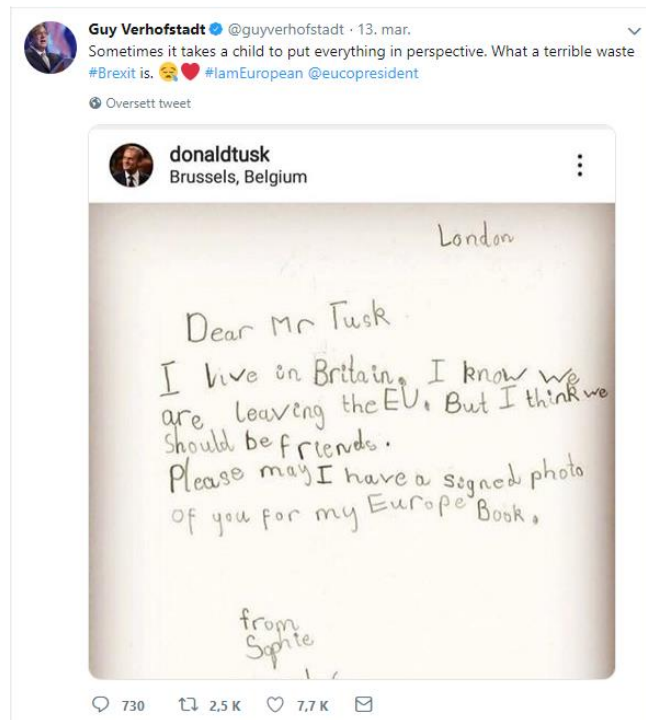 Guy Verhofstadt @guyverhofstadt · 13. mar.
Sometimes it takes a child to put everything in perspective. What a terrible waste
#Brexit is. 😪❤️ #IamEuropean @eucopresident
Oversett tweet
donaldtusk
Brussels, Belgium
London
Dear Mr Tusk
I live in Britain. I know we
are leaving the EU. But I think we
should be friends.
Please may I have a signed photo
of you for my Europe Book.
from
Sophie
730 2,5 K 7,7 K